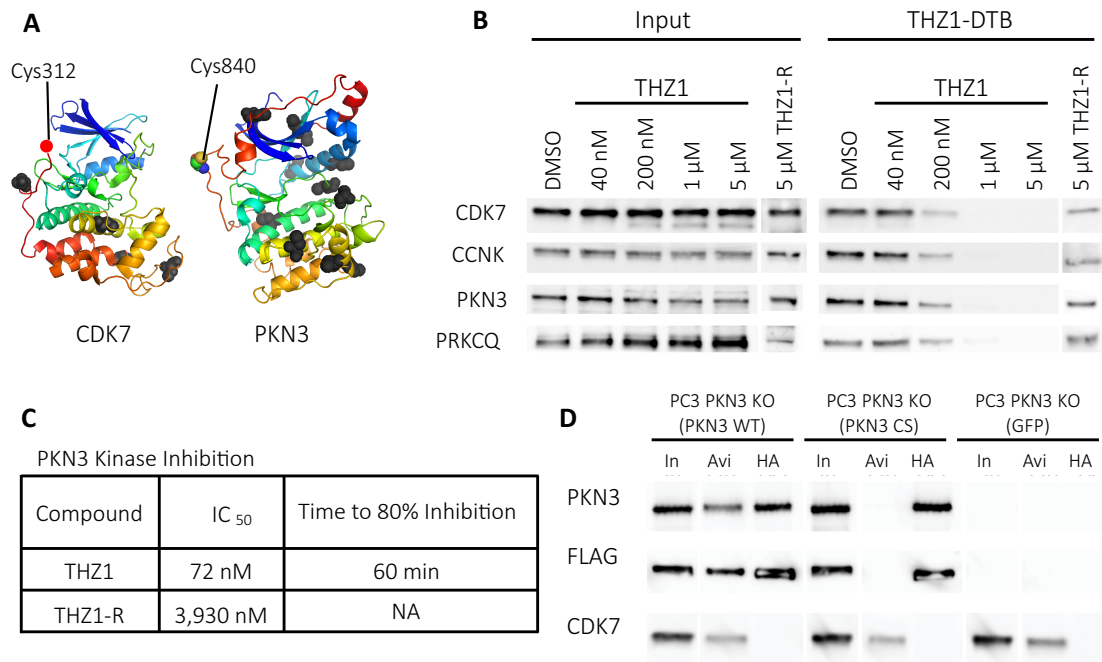 A
Cys312
Cys840
CDK7
PKN3
B
Input
THZ1-DTB
THZ1
THZ1
DMSO
40 nM
200 nM
1 µM
5 µM
5 µM THZ1-R
DMSO
40 nM
200 nM
1 µM
5 µM
5 µM THZ1-R
CDK7
CCNK
PKN3
PRKCQ
C
PKN3 Kinase Inhibition
Compound IC 50 Time to 80% Inhibition
THZ1 72 nM 60 min
THZ1-R 3,930 nM NA
D
PC3 PKN3 KO
(PKN3 WT)
PC3 PKN3 KO
(PKN3 CS)
PC3 PKN3 KO
(GFP)
In Avi HA In Avi HA In Avi HA
PKN3
FLAG
CDK7